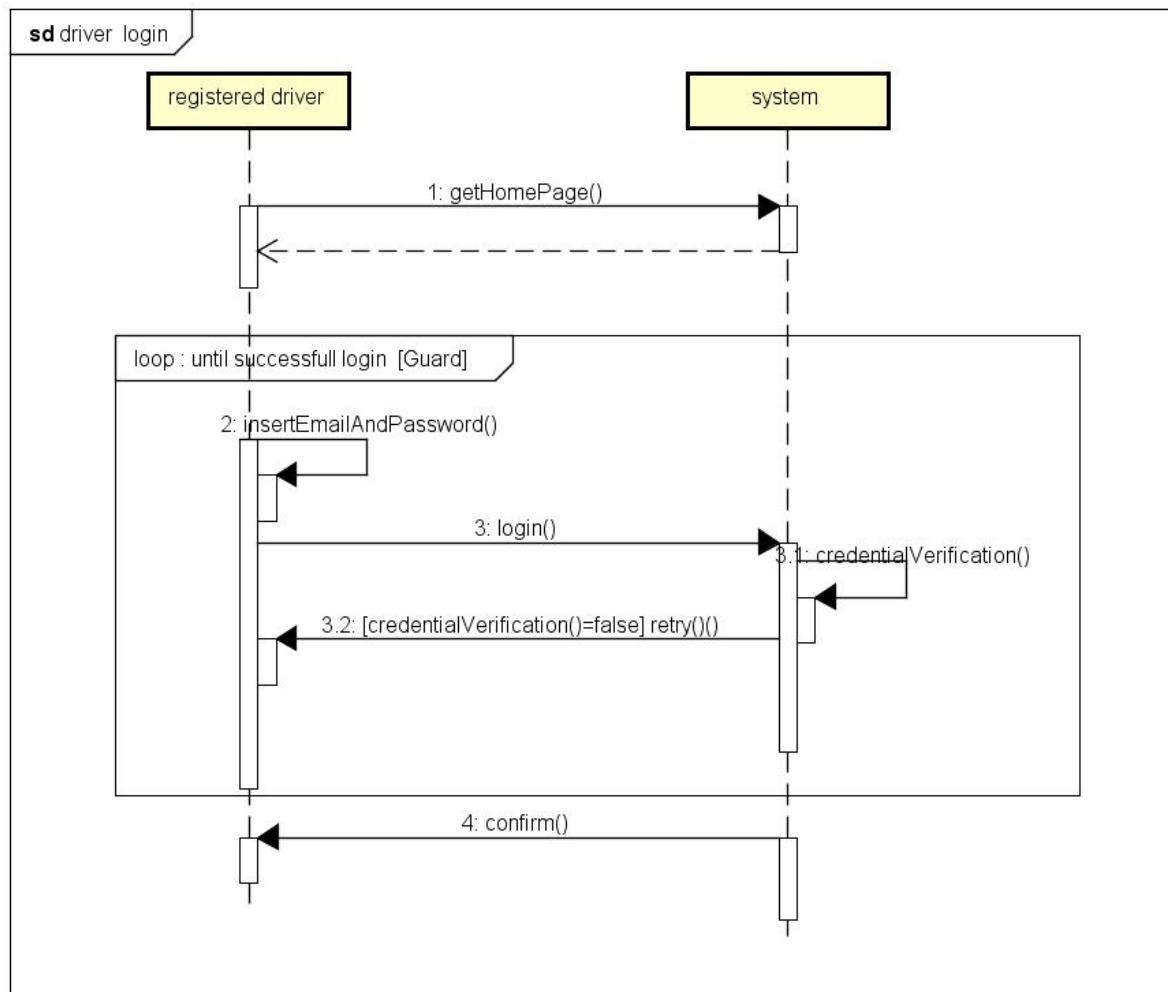 sd driver login
registered driver
system
1: getHomePage()
loop : until successfull login [Guard]
2: insertEmailAndPassword()
3: login()
3.1: credentialVerification()
3.2: [credentialVerification()=false] retry()()
4: confirm()